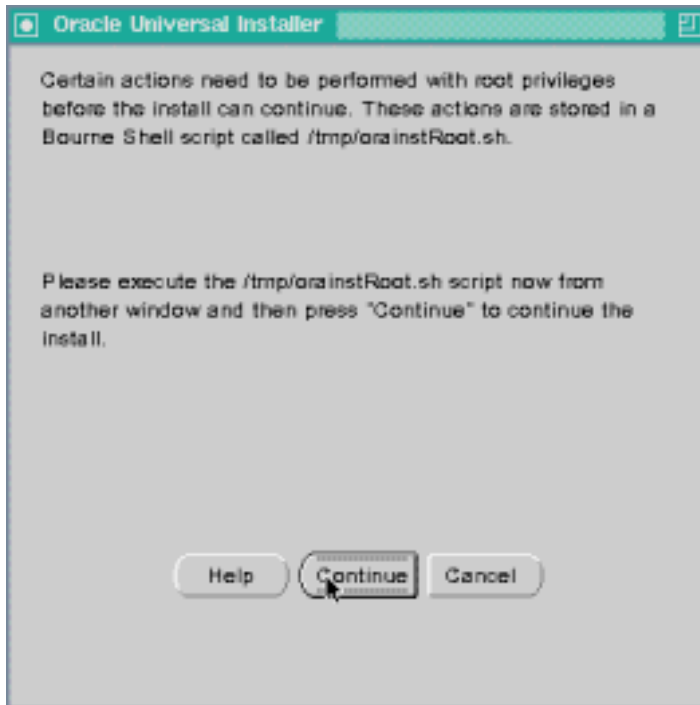 Oracle Universal Installer
Certain actions need to be performed with root privileges
before the install can continue. These actions are stored in a
Bourne Shell script called /tmp/orainstRoot.sh.
Please execute the /tmp/orainstRoot.sh script now from
another window and then press "Continue" to continue the
install.
Help Continue Cancel